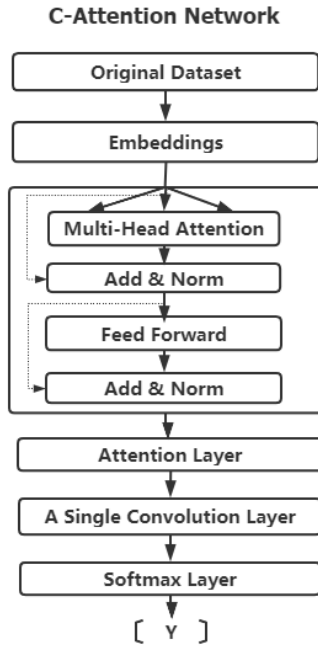 C-Attention Network
Original Dataset
Embeddings
Multi-Head Attention
Add & Norm
Feed Forward
Add & Norm
Attention Layer
A Single Convolution Layer
Softmax Layer
[ Y ]